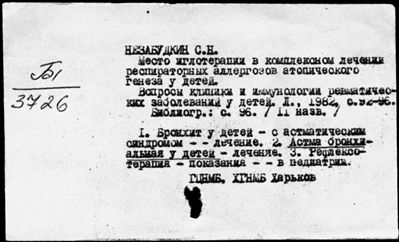 НЕЗАБУДКИН С.Н.
Место иглотерапии в комплексном лечении
респираторных аллергозов атопического
генеза у детей.
Вопросы клиники и иммунологии ревматичес-
ких заболеваний у детей. Л., 1982, с.92-96.
Библиогр.: с. 96. / 11 назв./
Б1
3726
1. Бронхит у детей - с астматическим
синдромом - - лечение. 2. Астма бронхи-
альная у детей - лечение. 3. Рефлексо-
терапия - показания - - в педиатрии.
ГЦНМБ, ХГНМБ Харьков